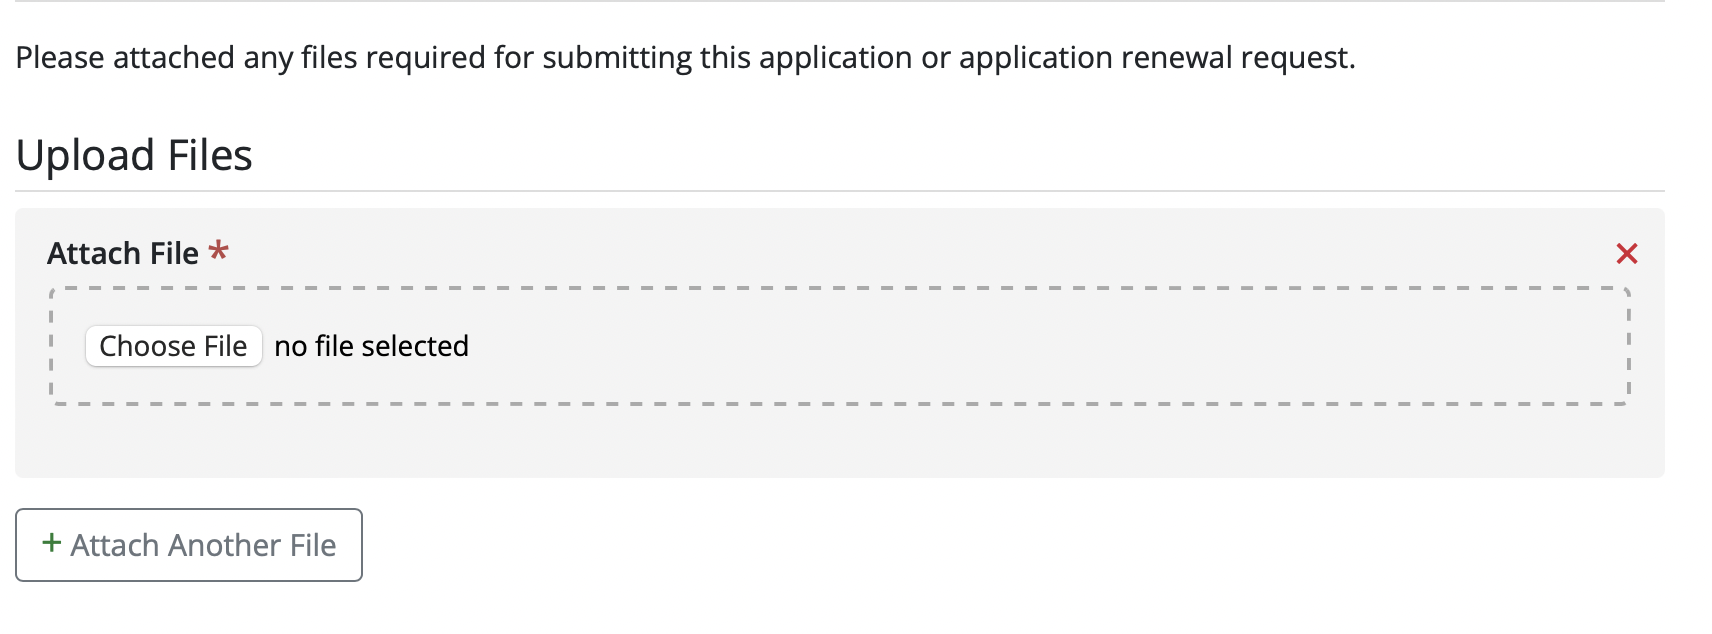 Please attached any files required for submitting this application or application renewal request.
Upload Files
Attach File *
Choose File no file selected
+ Attach Another File